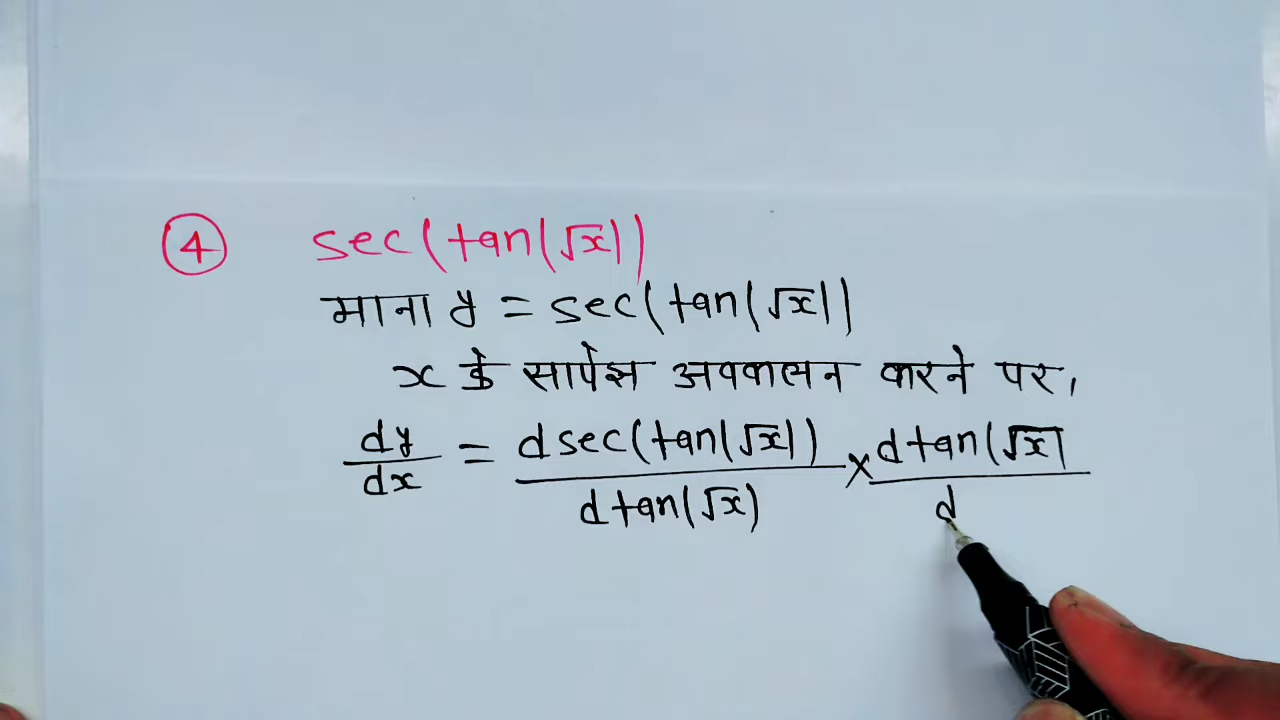 ④ sec(tan(√x))
माना y = sec(tan(√x))
x के सापेक्ष अवकलन करने पर,
dy/dx = d sec(tan(√x))/d tan(√x) × d tan(√x)/d